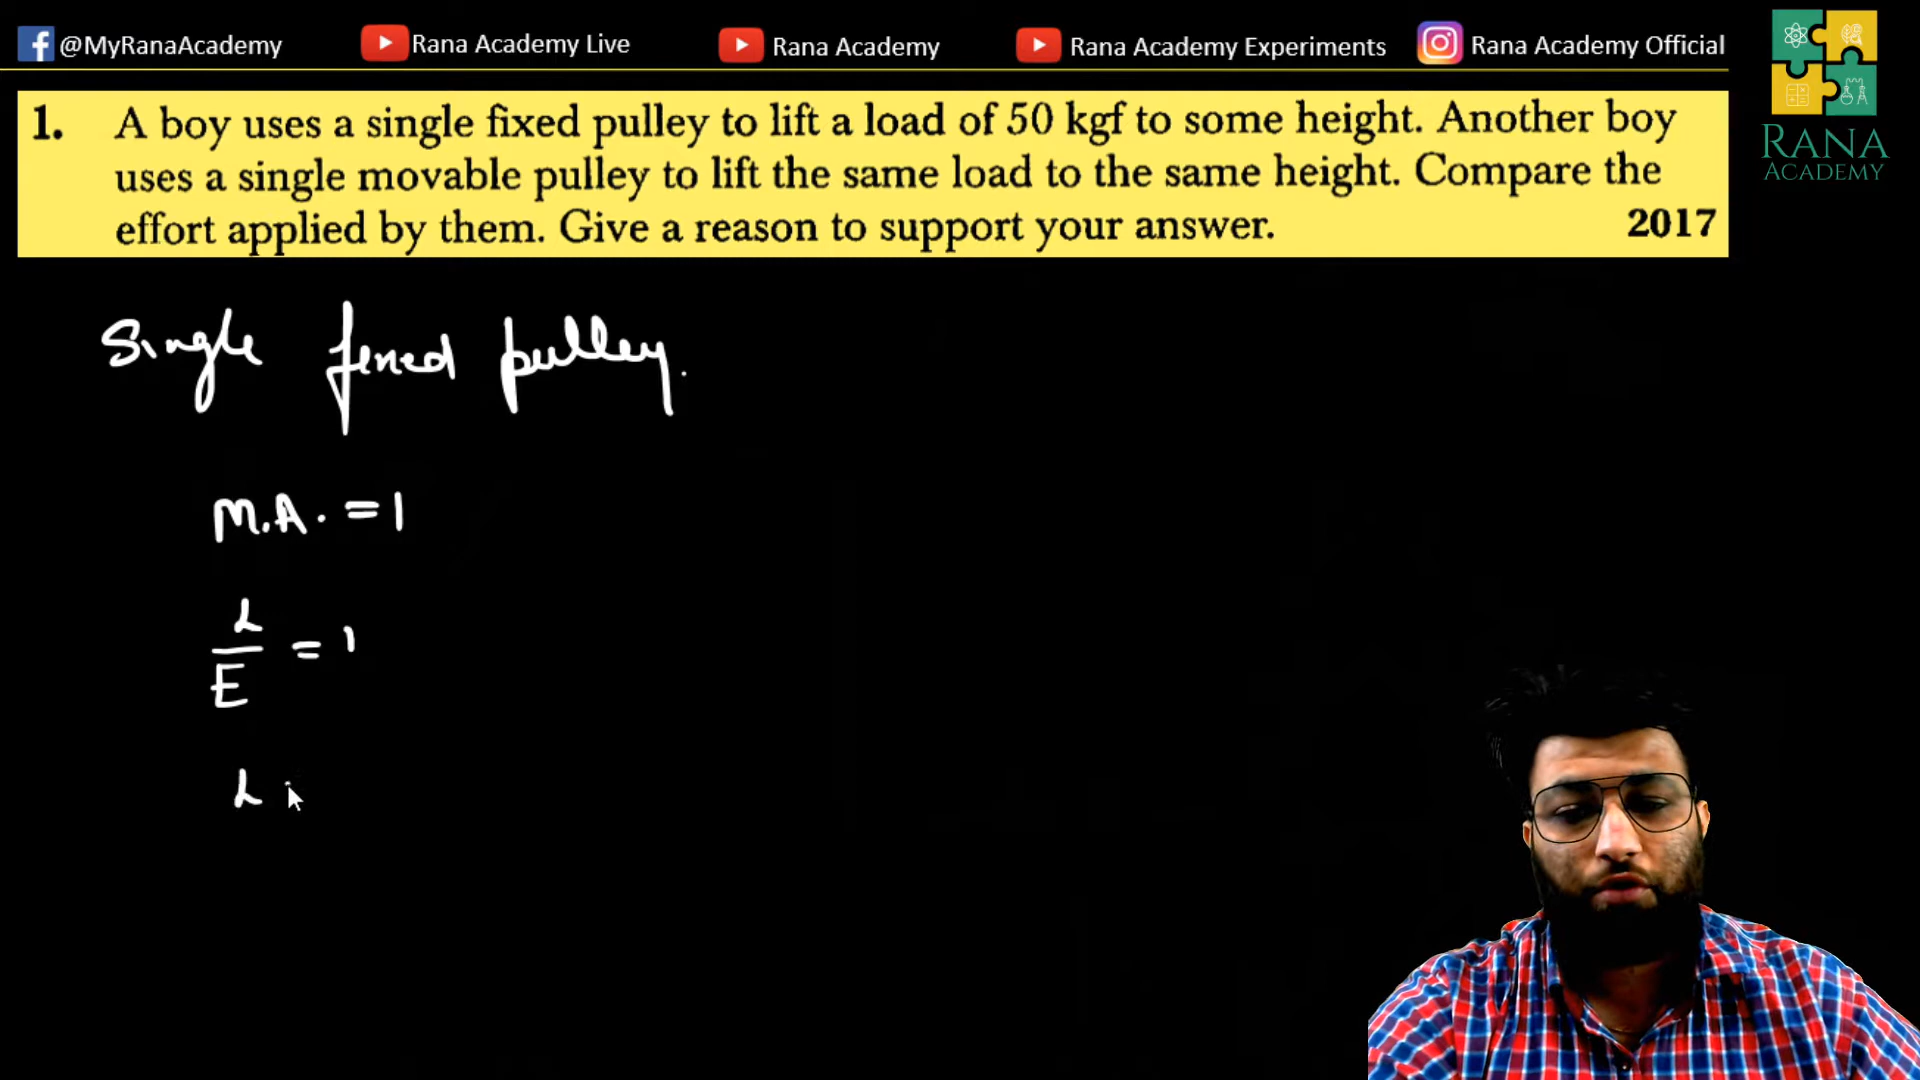 @MyRanaAcademy Rana Academy Live Rana Academy Rana Academy Experiments Rana Academy Official
RANA
ACADEMY
1. A boy uses a single fixed pulley to lift a load of 50 kgf to some height. Another boy
uses a single movable pulley to lift the same load to the same height. Compare the
effort applied by them. Give a reason to support your answer. 2017
Single fixed pulley.
M.A. = 1
L
E = 1
L